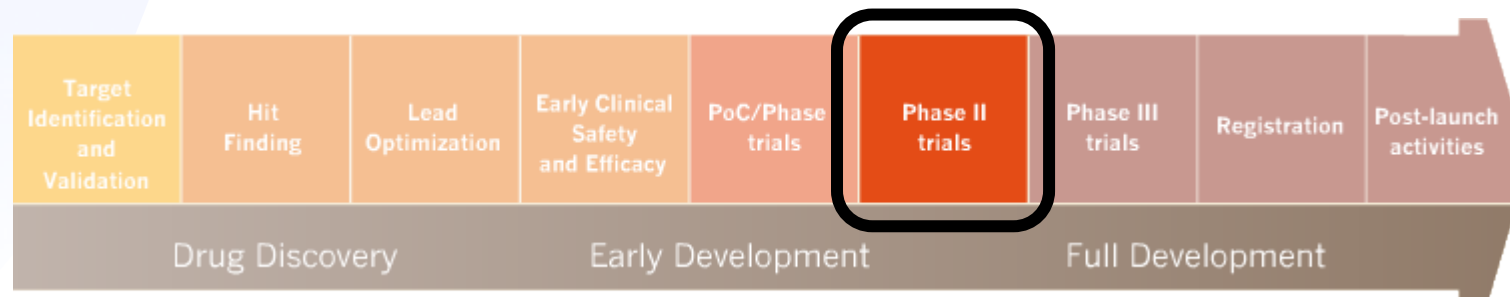 Target
Identification
and
Validation
Hit
Finding
Lead
Optimization
Early Clinical
Safety
and Efficacy
PoC/Phase
trials
Phase II
trials
Phase III
trials
Registration
Post-launch
activities
Drug Discovery
Early Development
Full Development